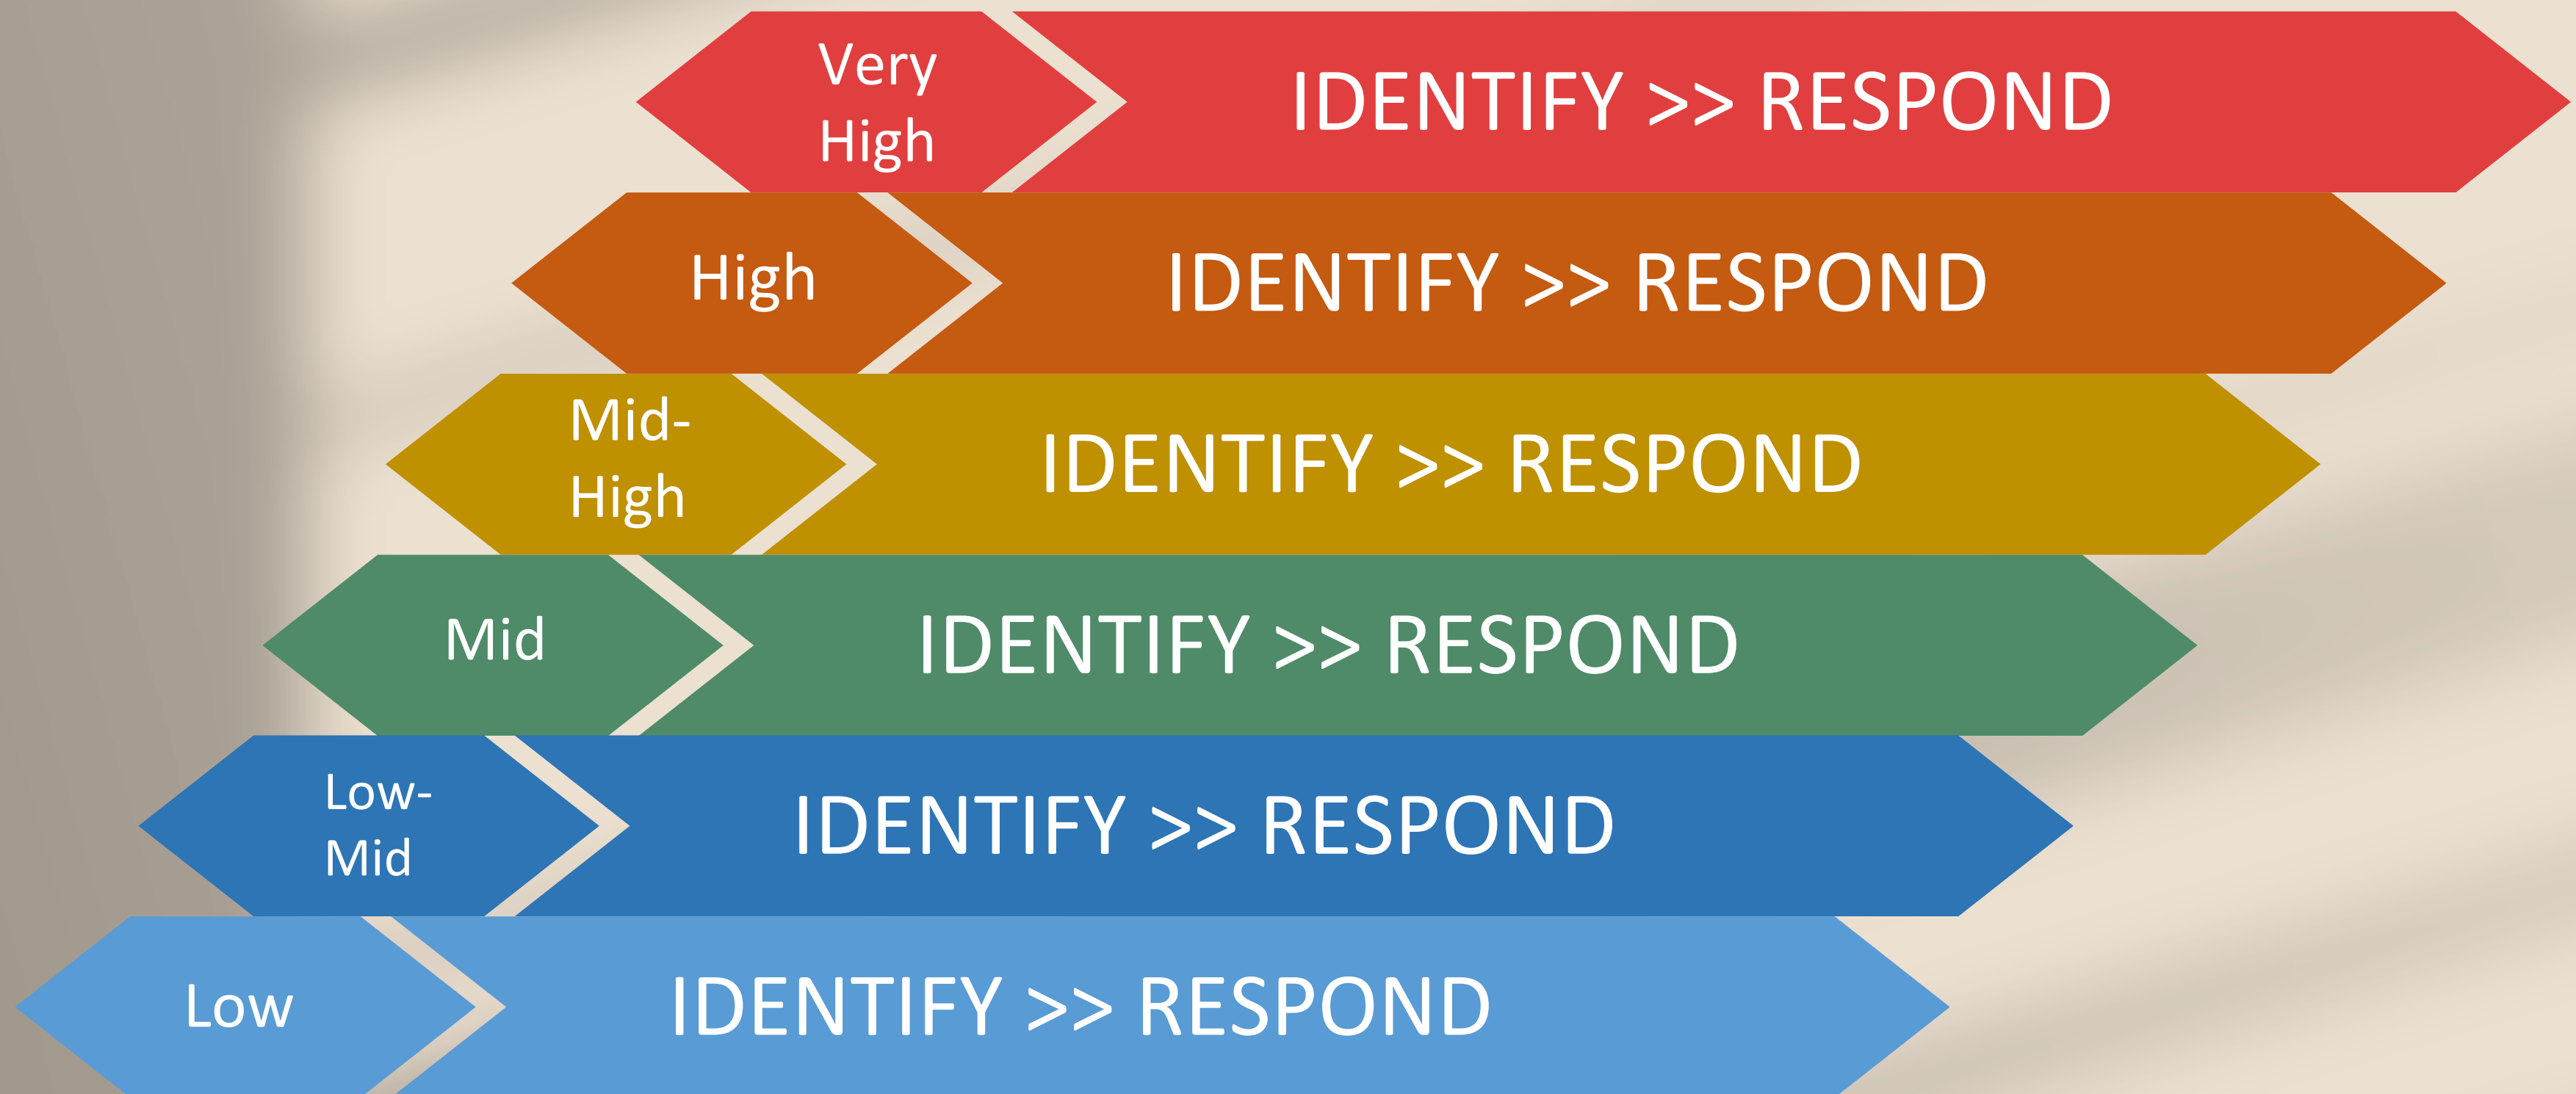 Very
High
IDENTIFY >> RESPOND
High
IDENTIFY >> RESPOND
Mid-
High
IDENTIFY >> RESPOND
Mid
IDENTIFY >> RESPOND
Low-
Mid
IDENTIFY >> RESPOND
Low
IDENTIFY >> RESPOND